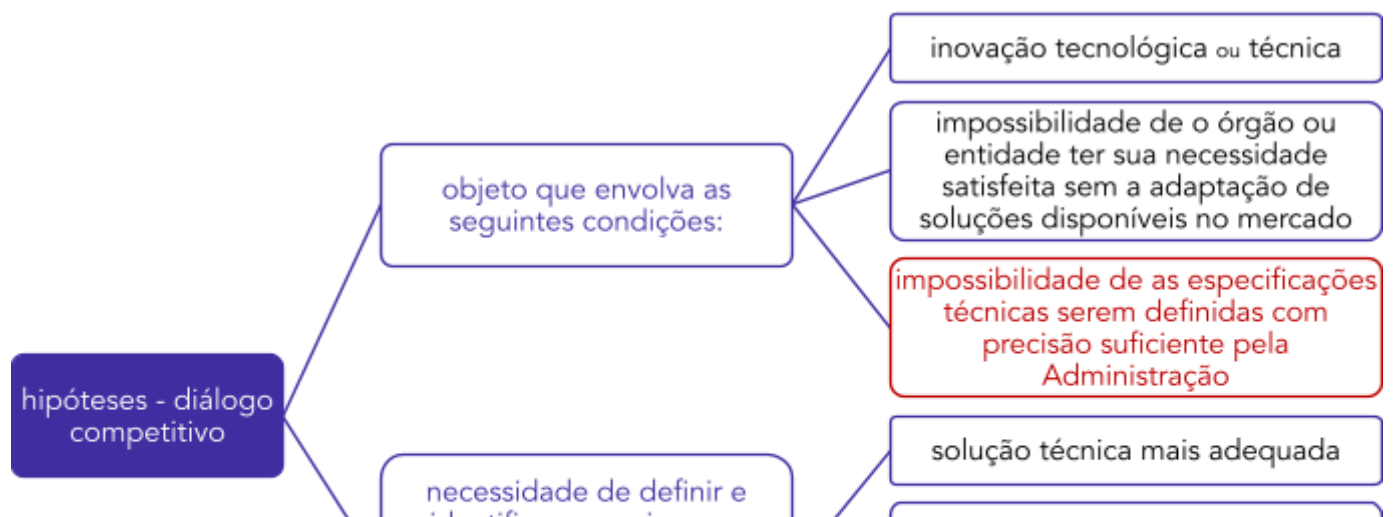 inovação tecnológica ou técnica
impossibilidade de o órgão ou
entidade ter sua necessidade
satisfeita sem a adaptação de
soluções disponíveis no mercado
objeto que envolva as
seguintes condições:
impossibilidade de as especificações
técnicas serem definidas com
precisão suficiente pela
Administração
hipóteses - diálogo
competitivo
solução técnica mais adequada
necessidade de definir e